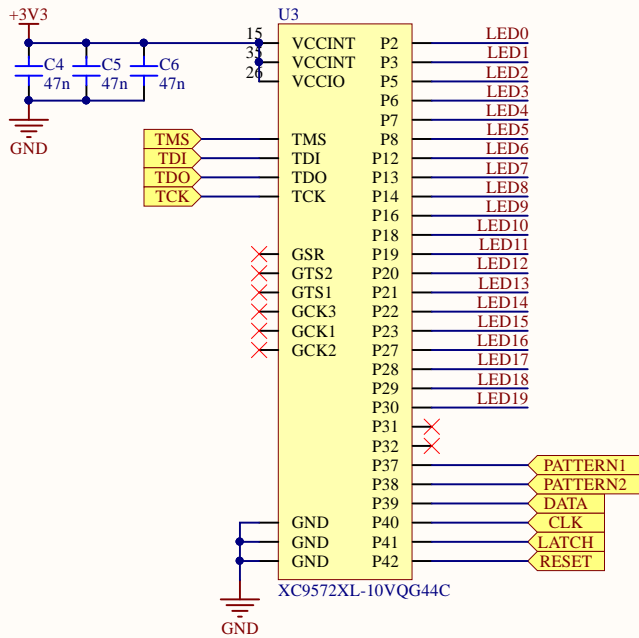 +3V3
U3
15 VCCINT P2 LED0
35 VCCINT P3 LED1
26 VCCIO P5 LED2
C4 C5 C6
47n 47n 47n
P6 LED3
P7 LED4
GND
TMS TMS P8 LED5
TDI TDI P12 LED6
TDO TDO P13 LED7
TCK TCK P14 LED8
P16 LED9
P18 LED10
GSR P19 LED11
GTS2 P20 LED12
GTS1 P21 LED13
GCK3 P22 LED14
GCK1 P23 LED15
GCK2 P27 LED16
P28 LED17
P29 LED18
P30 LED19
P31
P32
P37 PATTERN1
P38 PATTERN2
P39 DATA
GND P40 CLK
GND P41 LATCH
GND P42 RESET
XC9572XL-10VQG44C
GND